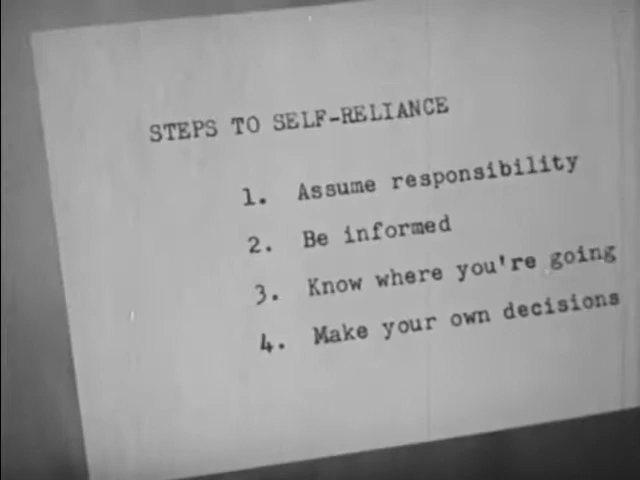 STEPS TO SELF-RELIANCE
1. Assume responsibility
2. Be informed
3. Know where you're going
4. Make your own decisions